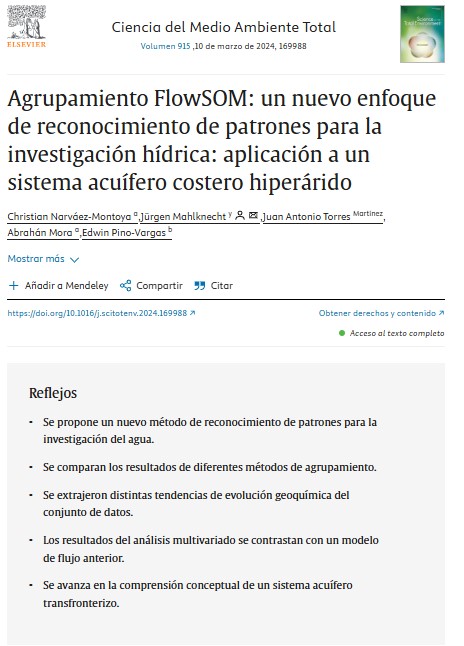 ELSEVIER
Ciencia del Medio Ambiente Total
Volumen 915 ,10 de marzo de 2024, 169988
Agrupamiento FlowSOM: un nuevo enfoque
de reconocimiento de patrones para la
investigación hídrica: aplicación a un
sistema acuífero costero hiperárido
Christian Narváez-Montoya a,Jürgen Mahlknecht y ,Juan Antonio Torres Martinez,
Abrahán Mora a,Edwin Pino-Vargas b
Mostrar más
Añadir a Mendeley Compartir Citar
https://doi.org/10.1016/j.scitotenv.2024.169988 Obtener derechos y contenido
Acceso al texto completo
Reflejos
• Se propone un nuevo método de reconocimiento de patrones para la
investigación del agua.
• Se comparan los resultados de diferentes métodos de agrupamiento.
• Se extrajeron distintas tendencias de evolución geoquímica del
conjunto de datos.
• Los resultados del análisis multivariado se contrastan con un modelo
de flujo anterior.
• Se avanza en la comprensión conceptual de un sistema acuífero
transfronterizo.